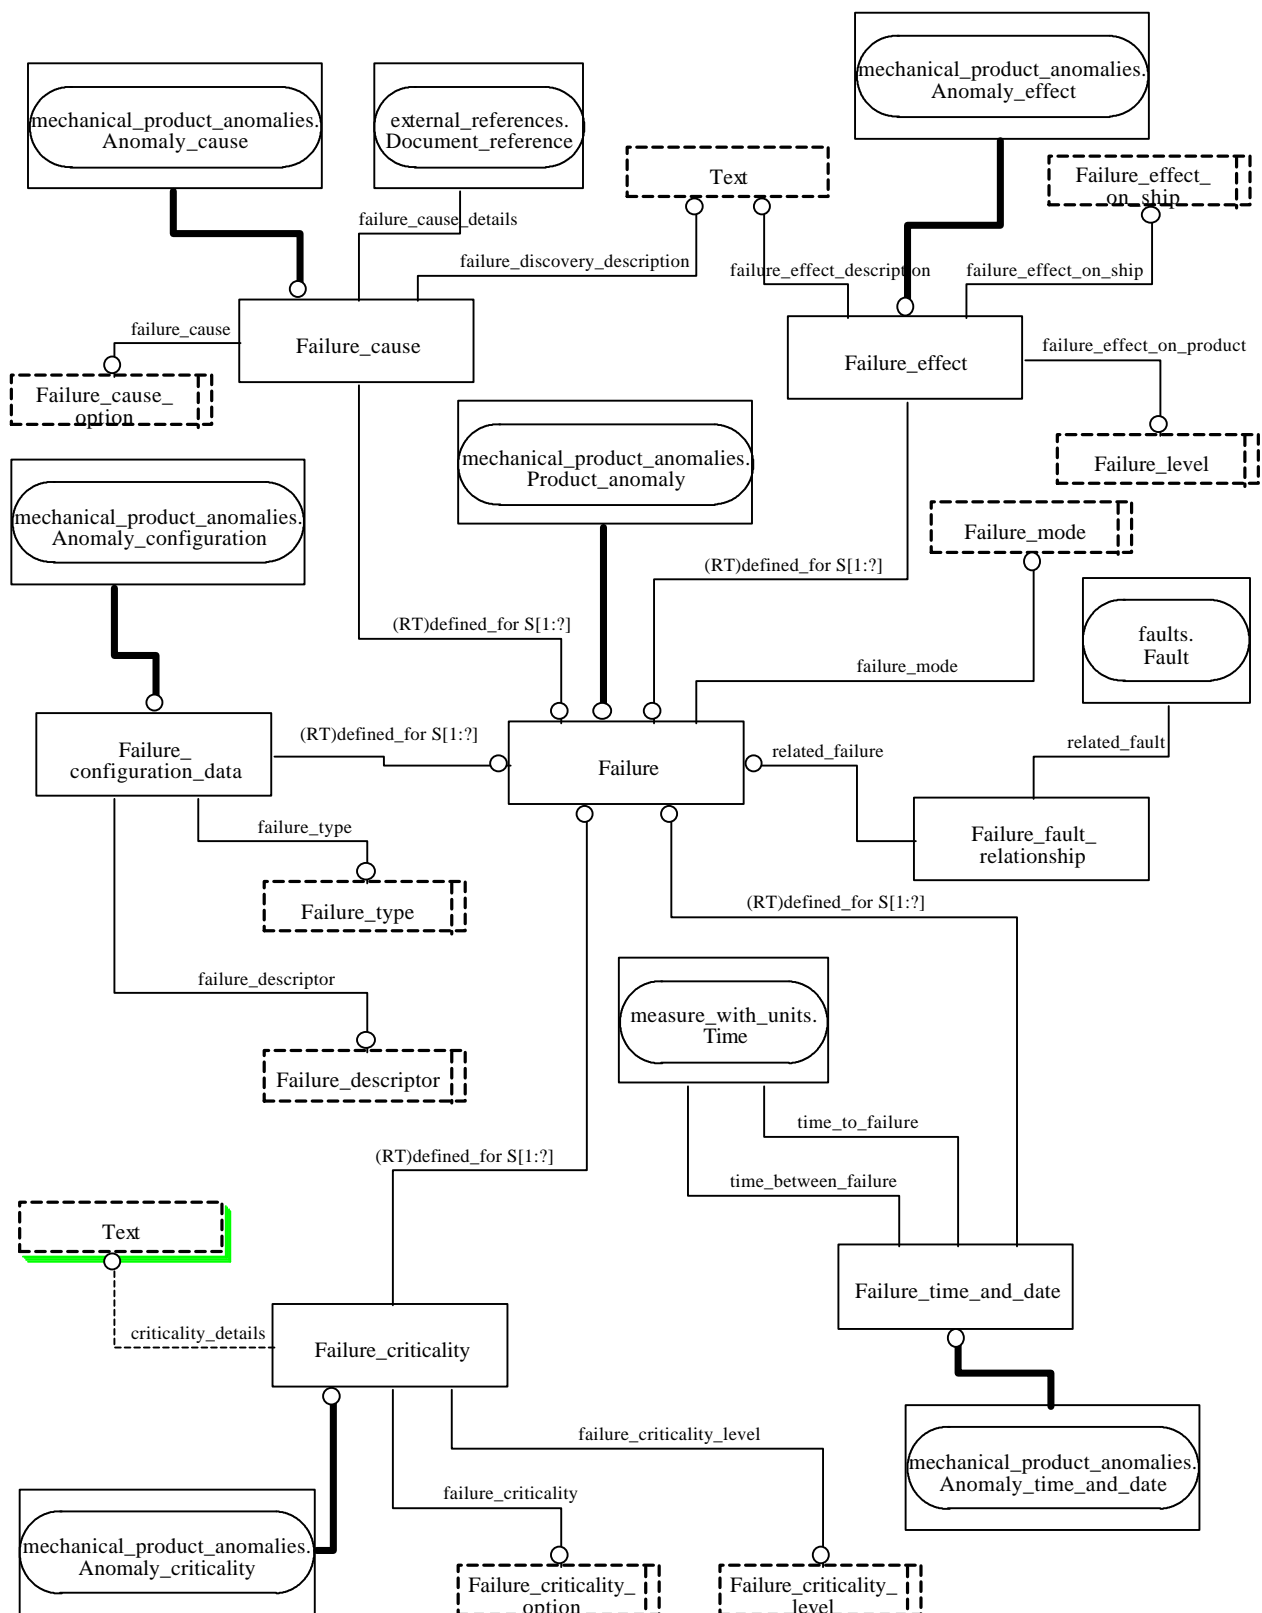 mechanical_product_anomalies.
Anomaly_effect
mechanical_product_anomalies.
Anomaly_cause
external_references.
Document_reference
Text
Failure_effect_
on_ship
failure_cause_details
failure_discovery_description
failure_effect_description
failure_effect_on_ship
failure_cause
Failure_cause
Failure_effect
failure_effect_on_product
Failure_cause_
option
mechanical_product_anomalies.
Product_anomaly
Failure_level
mechanical_product_anomalies.
Anomaly_configuration
Failure_mode
(RT)defined_for S[1:?]
(RT)defined_for S[1:?]
faults.
Fault
failure_mode
(RT)defined_for S[1:?]
Failure_
configuration_data
Failure
related_failure
related_fault
failure_type
Failure_fault_
relationship
Failure_type
(RT)defined_for S[1:?]
failure_descriptor
measure_with_units.
Time
Failure_descriptor
time_to_failure
(RT)defined_for S[1:?]
time_between_failure
Text
Failure_time_and_date
criticality_details
Failure_criticality
failure_criticality_level
mechanical_product_anomalies.
Anomaly_time_and_date
failure_criticality
mechanical_product_anomalies.
Anomaly_criticality
Failure_criticality_
option
Failure_criticality_
level